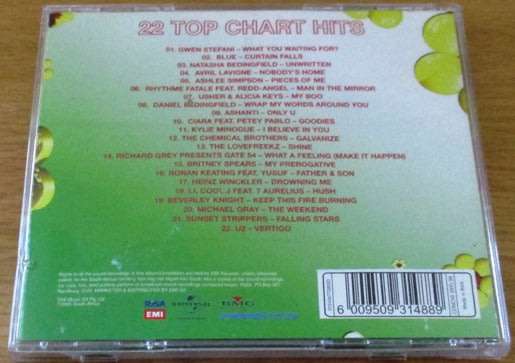 22 TOP CHART HITS
01. GWEN STEFANI – WHAT YOU WAITING FOR?
02. BLUE – CURTAIN FALLS
03. NATASHA BEDINGFIELD – UNWRITTEN
04. AVRIL LAVIGNE – NOBODY'S HOME
05. ASHLEE SIMPSON – PIECES OF ME
06. RHYTHME FATALE FEAT. REDD-ANGEL – MAN IN THE MIRROR
07. USHER & ALICIA KEYS – MY BOO
08. DANIEL BEDINGFIELD – WRAP MY WORDS AROUND YOU
09. ASHANTI – ONLY U
10. CIARA FEAT. PETEY PABLO – GOODIES
11. KYLIE MINOGUE – I BELIEVE IN YOU
12. THE CHEMICAL BROTHERS – GALVANIZE
13. THE LOVEFREEKZ – SHINE
14. RICHARD GREY PRESENTS GATE 54 – WHAT A FEELING (MAKE IT HAPPEN)
15. BRITNEY SPEARS – MY PREROGATIVE
16. RONAN KEATING FEAT. YUSUF – FATHER & SON
17. HEINZ WINCKLER – DROWNING ME
18. LL COOL J FEAT. 7 AURELIUS – HUSH
19. BEVERLEY KNIGHT – KEEP THIS FIRE BURNING
20. MICHAEL GRAY – THE WEEKEND
21. SUNSET STRIPPERS – FALLING STARS
22. U2 – VERTIGO
RiSA
EMI
UNIVERSAL
BMG
6 009509 314889